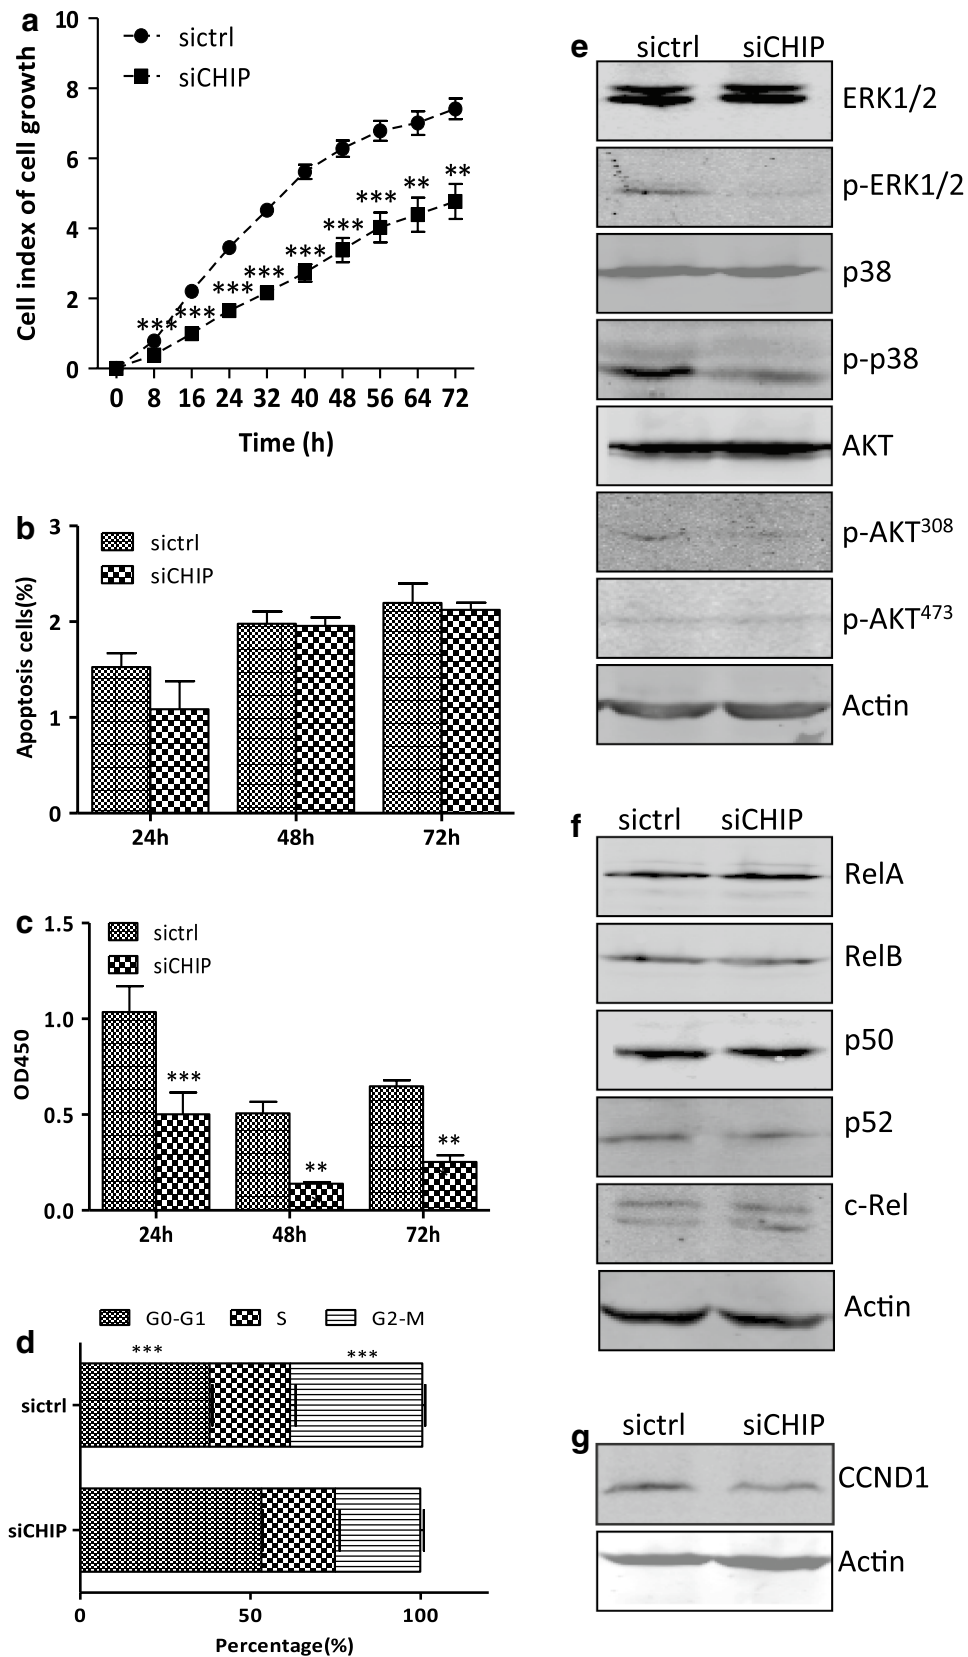 a
10
8
6
4
2
0
Cell index of cell growth
sictrl
siCHIP
***
***
***
***
***
***
***
**
**
0 8 16 24 32 40 48 56 64 72
Time (h)
b
3
2
1
0
Apoptosis cells(%)
sictrl
siCHIP
24h 48h 72h
c
1.5
1.0
0.5
0.0
OD450
sictrl
siCHIP
***
**
**
24h 48h 72h
d
G0-G1 S G2-M
*** ***
sictrl
siCHIP
0 50 100
Percentage(%)
e
sictrl siCHIP
ERK1/2
p-ERK1/2
p38
p-p38
AKT
p-AKT308
p-AKT473
Actin
f
sictrl siCHIP
RelA
RelB
p50
p52
c-Rel
Actin
g
sictrl siCHIP
CCND1
Actin